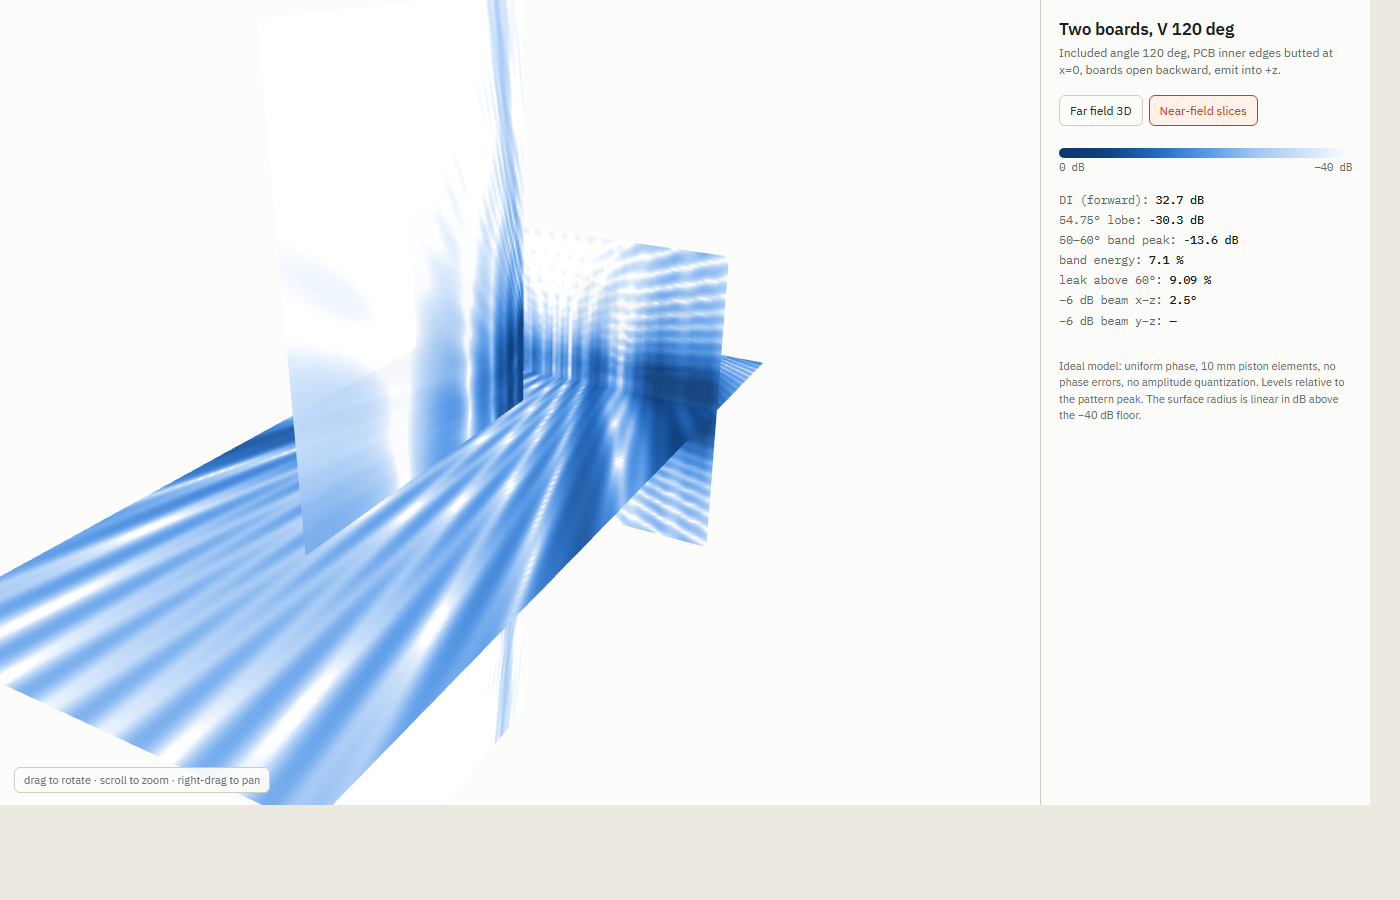 Two boards, V 120 deg
Included angle 120 deg, PCB inner edges butted at
x=0, boards open backward, emit into +z.
Far field 3D
Near-field slices
0 dB
−40 dB
DI (forward): 32.7 dB
54.75° lobe: -30.3 dB
50–60° band peak: -13.6 dB
band energy: 7.1 %
leak above 60°: 9.09 %
−6 dB beam x–z: 2.5°
−6 dB beam y–z: —
Ideal model: uniform phase, 10 mm piston elements, no
phase errors, no amplitude quantization. Levels relative to
the pattern peak. The surface radius is linear in dB above
the −40 dB floor.
drag to rotate · scroll to zoom · right-drag to pan